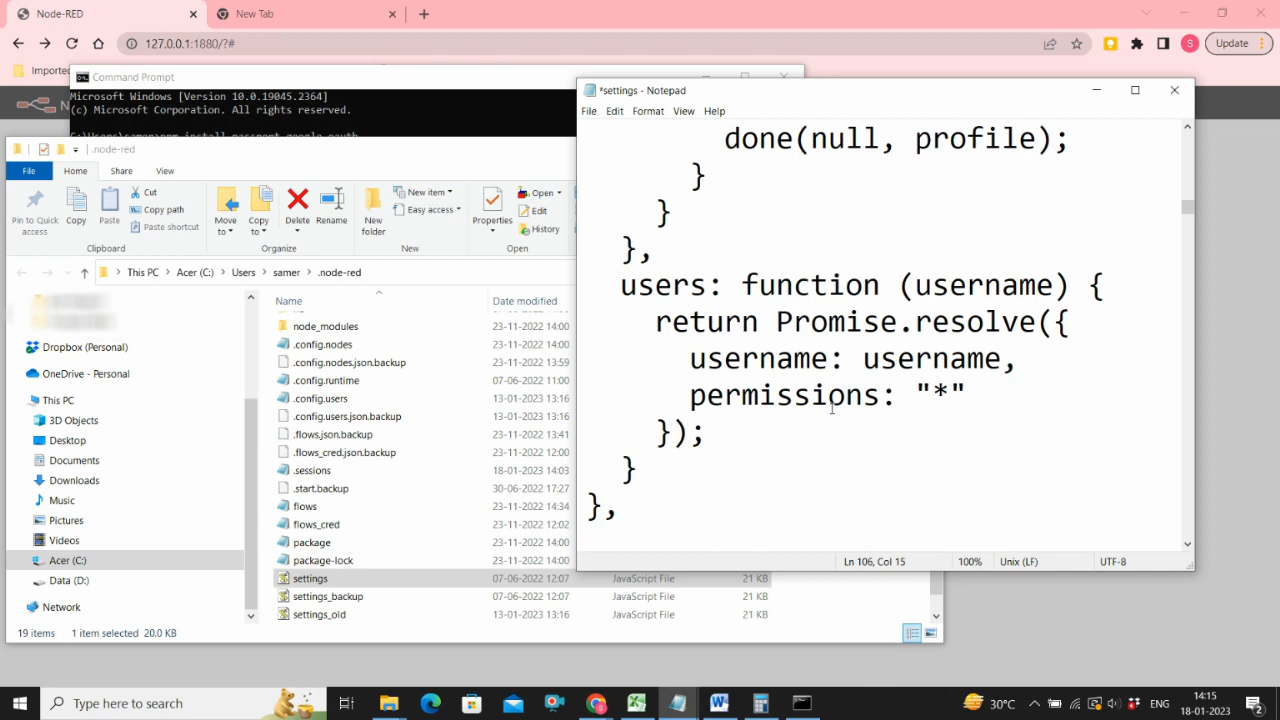 Node-RED
New Tab
127.0.0.1:1880/?#
S
Update
Imported
N
Command Prompt
Microsoft Windows [Version 10.0.19045.2364]
(c) Microsoft Corporation. All rights reserved.
.node-red
File
Home
Share
View
Pin to Quick access
Copy
Paste
Cut
Copy path
Paste shortcut
Clipboard
Move to
Copy to
Delete
Rename
Organize
New folder
New item
Easy access
New
Properties
Open
Edit
History
Open
This PC
Acer (C:)
Users
samer
.node-red
Dropbox (Personal)
OneDrive - Personal
This PC
3D Objects
Desktop
Documents
Downloads
Music
Pictures
Videos
Acer (C:)
Data (D:)
Network
Name Date modified
node_modules 23-11-2022 14:00
.config.nodes 23-11-2022 14:00
.config.nodes.json.backup 23-11-2022 13:59
.config.runtime 07-06-2022 11:00
.config.users 13-01-2023 13:16
.config.users.json.backup 13-01-2023 13:16
.flows.json.backup 23-11-2022 13:41
.flows_cred.json.backup 23-11-2022 12:00
.sessions 18-01-2023 14:03
.start.backup 30-06-2022 17:27
flows 23-11-2022 14:34
flows_cred 23-11-2022 12:02
package 23-11-2022 14:00
package-lock 23-11-2022 14:00
settings 07-06-2022 12:07 JavaScript File 21 KB
settings_backup 07-06-2022 12:07 JavaScript File 21 KB
settings_old 13-01-2023 13:16 JavaScript File 21 KB
19 items 1 item selected 20.0 KB
*settings - Notepad
File Edit Format View Help
done(null, profile);
}
}
},
users: function (username) {
return Promise.resolve({
username: username,
permissions: "*"
});
}
},
Ln 106, Col 15 100% Unix (LF) UTF-8
Type here to search
30°C
ENG
14:15
18-01-2023
2